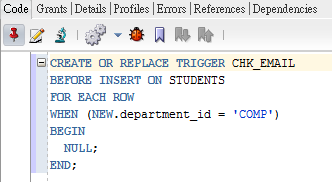 Code Grants Details Profiles Errors References Dependencies
CREATE OR REPLACE TRIGGER CHK_EMAIL
BEFORE INSERT ON STUDENTS
FOR EACH ROW
WHEN (NEW.department_id = 'COMP')
BEGIN
NULL;
END;